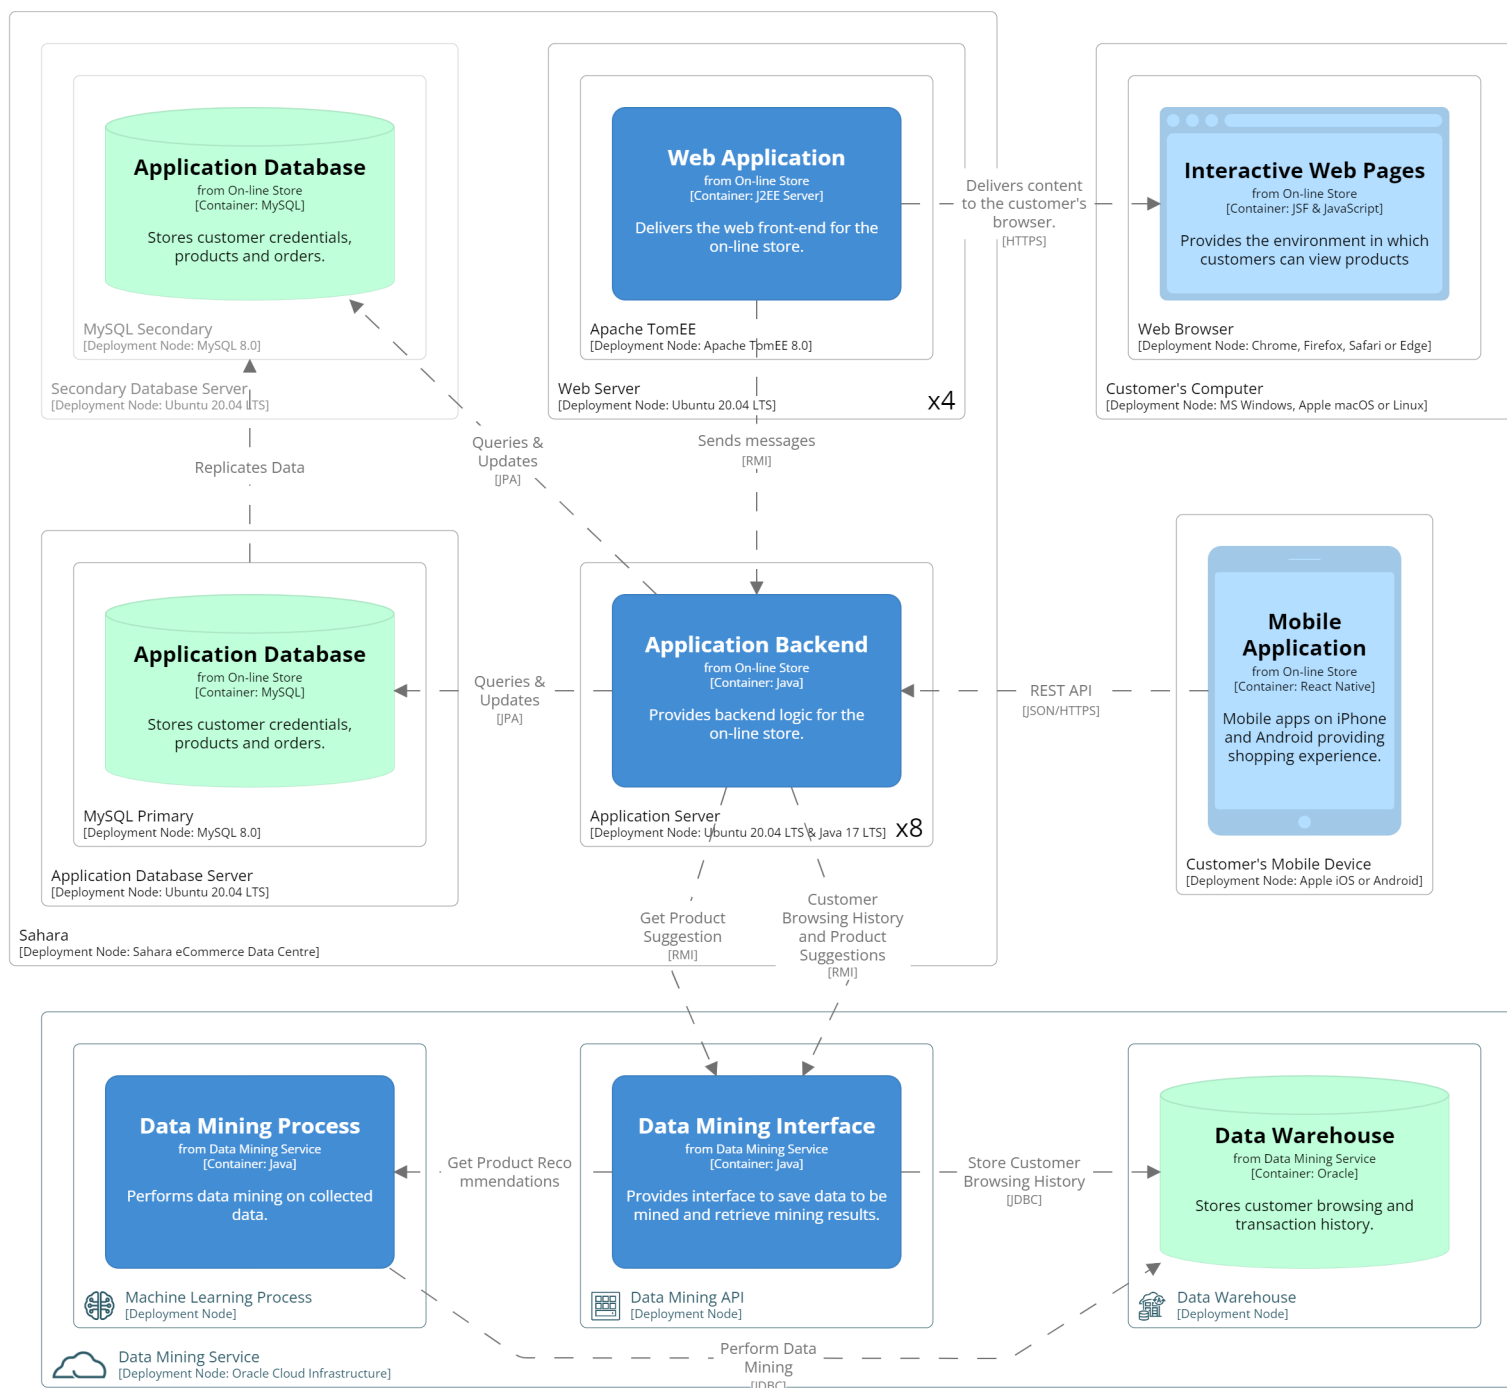 Application Database
from On-line Store
[Container: MySQL]
Stores customer credentials,
products and orders.
MySQL Secondary
[Deployment Node: MySQL 8.0]
Secondary Database Server
[Deployment Node: Ubuntu 20.04 LTS]
Web Application
from On-line Store
[Container: J2EE Server]
Delivers the web front-end for the
on-line store.
Apache TomEE
[Deployment Node: Apache TomEE 8.0]
Web Server
[Deployment Node: Ubuntu 20.04 LTS]
x4
Delivers content
to the customer's
browser.
[HTTPS]
Interactive Web Pages
from On-line Store
[Container: JSF & JavaScript]
Provides the environment in which
customers can view products
Web Browser
[Deployment Node: Chrome, Firefox, Safari or Edge]
Customer's Computer
[Deployment Node: MS Windows, Apple macOS or Linux]
Replicates Data
Queries &
Updates
[JPA]
Sends messages
[RMI]
Application Database
from On-line Store
[Container: MySQL]
Stores customer credentials,
products and orders.
MySQL Primary
[Deployment Node: MySQL 8.0]
Application Database Server
[Deployment Node: Ubuntu 20.04 LTS]
Queries &
Updates
[JPA]
Application Backend
from On-line Store
[Container: Java]
Provides backend logic for the
on-line store.
Application Server
[Deployment Node: Ubuntu 20.04 LTS & Java 17 LTS]
x8
REST API
[JSON/HTTPS]
Mobile
Application
from On-line Store
[Container: React Native]
Mobile apps on iPhone
and Android providing
shopping experience.
Customer's Mobile Device
[Deployment Node: Apple iOS or Android]
Sahara
[Deployment Node: Sahara eCommerce Data Centre]
Get Product
Suggestion
[RMI]
Customer
Browsing History
and Product
Suggestions
[RMI]
Data Mining Process
from Data Mining Service
[Container: Java]
Performs data mining on collected
data.
Machine Learning Process
[Deployment Node]
Get Product Reco
mmendations
Data Mining Interface
from Data Mining Service
[Container: Java]
Provides interface to save data to be
mined and retrieve mining results.
Data Mining API
[Deployment Node]
Store Customer
Browsing History
[JDBC]
Data Warehouse
from Data Mining Service
[Container: Oracle]
Stores customer browsing and
transaction history.
Data Warehouse
[Deployment Node]
Perform Data
Mining
[JDBC]
Data Mining Service
[Deployment Node: Oracle Cloud Infrastructure]